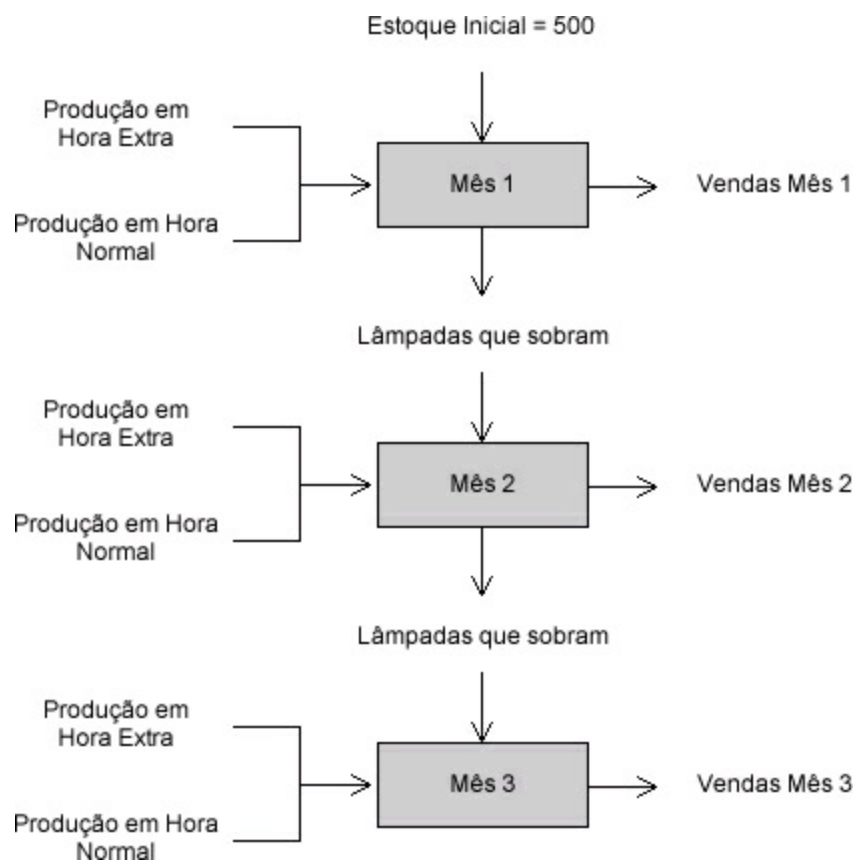 Estoque Inicial = 500
Produção em
Hora Extra
Produção em Hora
Normal
Mês 1
Vendas Mês 1
Lâmpadas que sobram
Produção em
Hora Extra
Produção em Hora
Normal
Mês 2
Vendas Mês 2
Lâmpadas que sobram
Produção em
Hora Extra
Produção em Hora
Normal
Mês 3
Vendas Mês 3